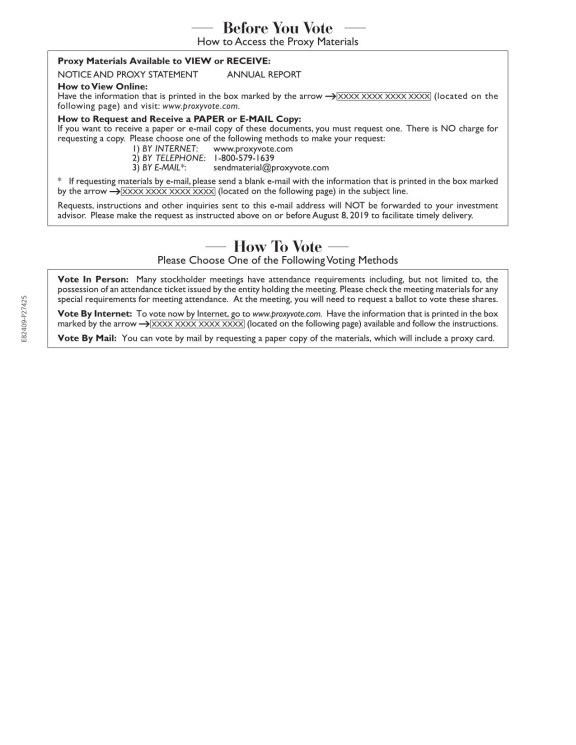 Before You Vote
How to Access the Proxy Materials
Proxy Materials Available to VIEW or RECEIVE:
NOTICE AND PROXY STATEMENT ANNUAL REPORT
How to View Online:
Have the information that is printed in the box marked by the arrow → XXXX XXXX XXXX XXXX (located on the
following page) and visit: www.proxyvote.com.
How to Request and Receive a PAPER or E-MAIL Copy:
If you want to receive a paper or e-mail copy of these documents, you must request one. There is NO charge for
requesting a copy. Please choose one of the following methods to make your request:
1) BY INTERNET: www.proxyvote.com
2) BY TELEPHONE: 1-800-579-1639
3) BY E-MAIL*: sendmaterial@proxyvote.com
* If requesting materials by e-mail, please send a blank e-mail with the information that is printed in the box marked
by the arrow → XXXX XXXX XXXX XXXX (located on the following page) in the subject line.
Requests, instructions and other inquiries sent to this e-mail address will NOT be forwarded to your investment
advisor. Please make the request as instructed above on or before August 8, 2019 to facilitate timely delivery.
How To Vote
Please Choose One of the Following Voting Methods
Vote In Person: Many stockholder meetings have attendance requirements including, but not limited to, the
possession of an attendance ticket issued by the entity holding the meeting. Please check the meeting materials for any
special requirements for meeting attendance. At the meeting, you will need to request a ballot to vote these shares.
Vote By Internet: To vote now by Internet, go to www.proxyvote.com. Have the information that is printed in the box
marked by the arrow → XXXX XXXX XXXX XXXX (located on the following page) available and follow the instructions.
Vote By Mail: You can vote by mail by requesting a paper copy of the materials, which will include a proxy card.
E82409-P27425